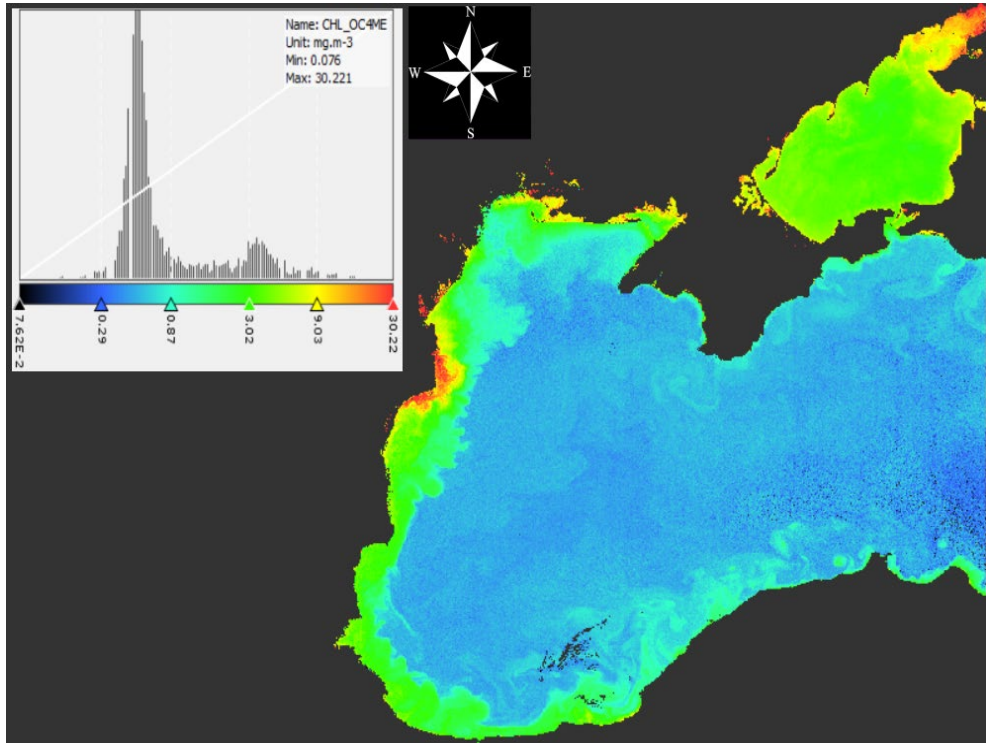 Name: CHL_OC4ME
Unit: mg.m-3
Min: 0.076
Max: 30.221
N
W
E
S
7.62E-2
0.29
0.87
3.02
9.03
30.22